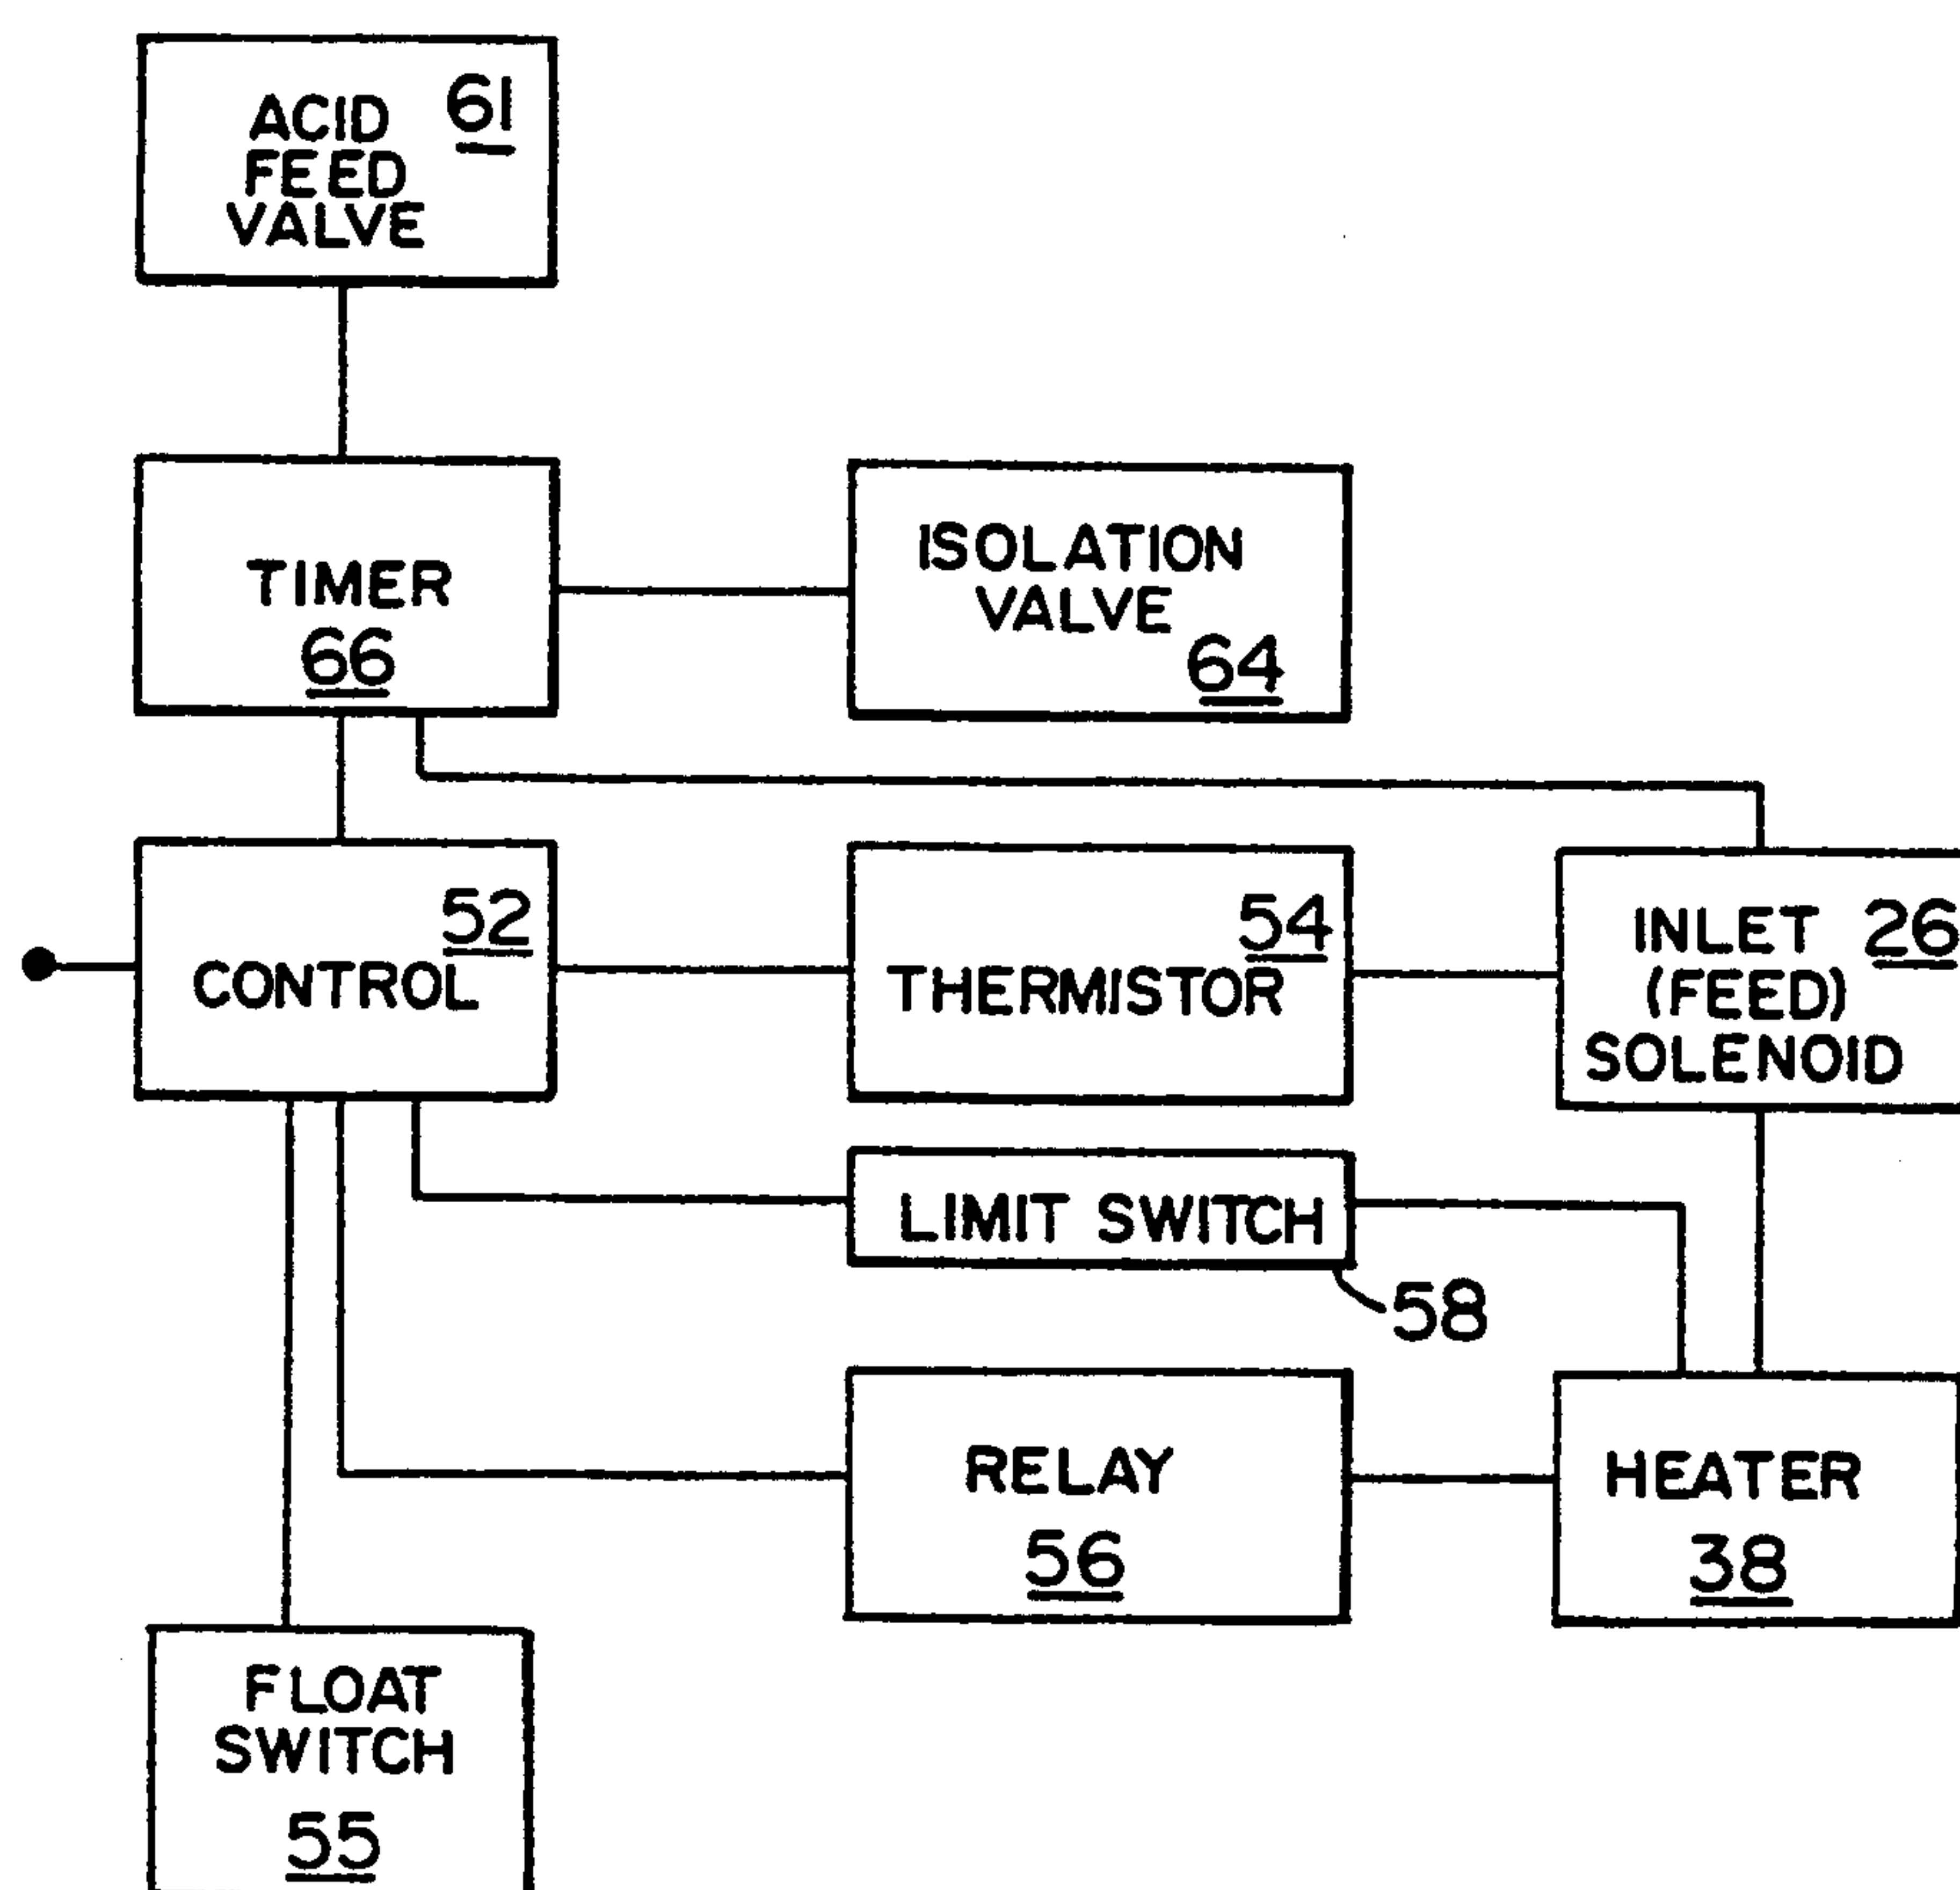 ACID 61
FEED
VALVE
TIMER
66
ISOLATION
VALVE
64
52
CONTROL
54
THERMISTOR
INLET 26
(FEED)
SOLENOID
LIMIT SWITCH
58
RELAY
56
HEATER
38
FLOAT
SWITCH
55